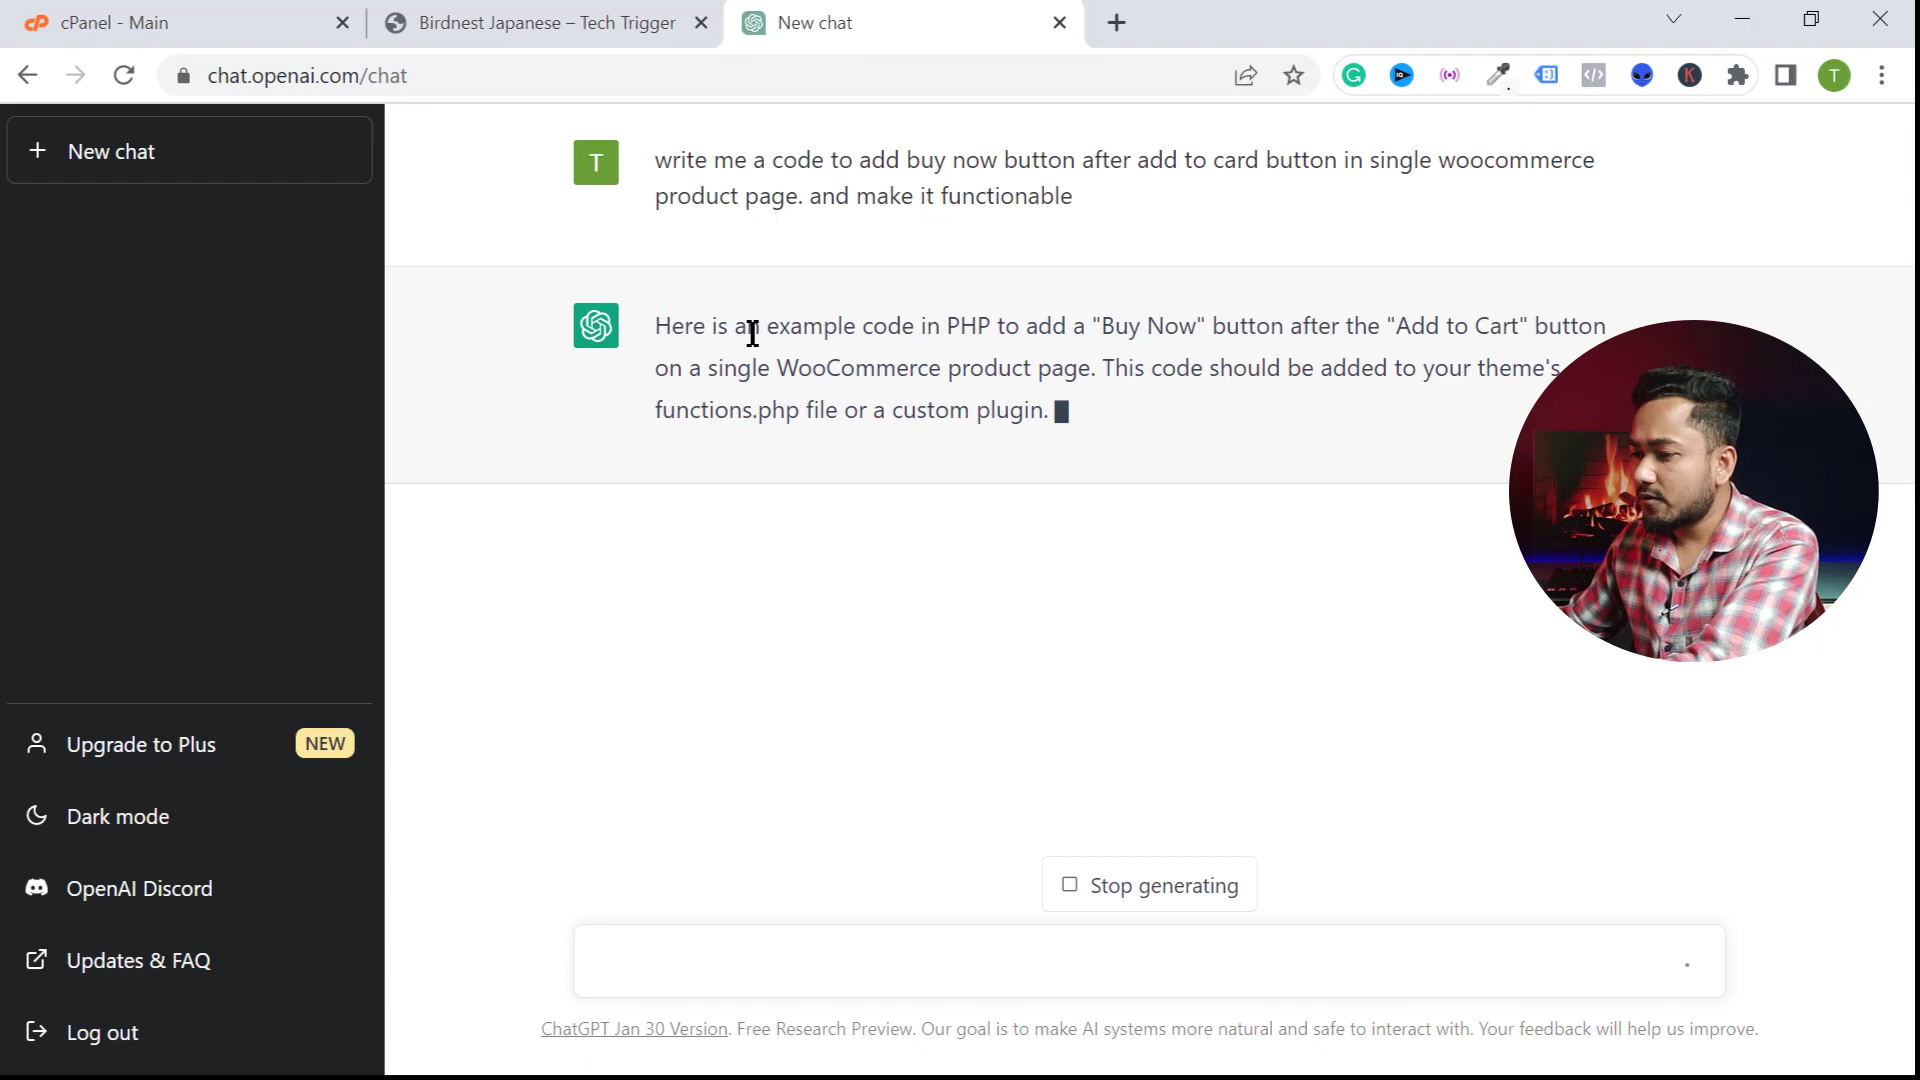 cPanel - Main
Birdnest Japanese – Tech Trigger
New chat
chat.openai.com/chat
T
New chat
T
write me a code to add buy now button after add to card button in single woocommerce
product page. and make it functionable
Here is an example code in PHP to add a "Buy Now" button after the "Add to Cart" button
on a single WooCommerce product page. This code should be added to your theme's
functions.php file or a custom plugin.
Upgrade to Plus
NEW
Dark mode
OpenAI Discord
Updates & FAQ
Log out
Stop generating
ChatGPT Jan 30 Version. Free Research Preview. Our goal is to make AI systems more natural and safe to interact with. Your feedback will help us improve.